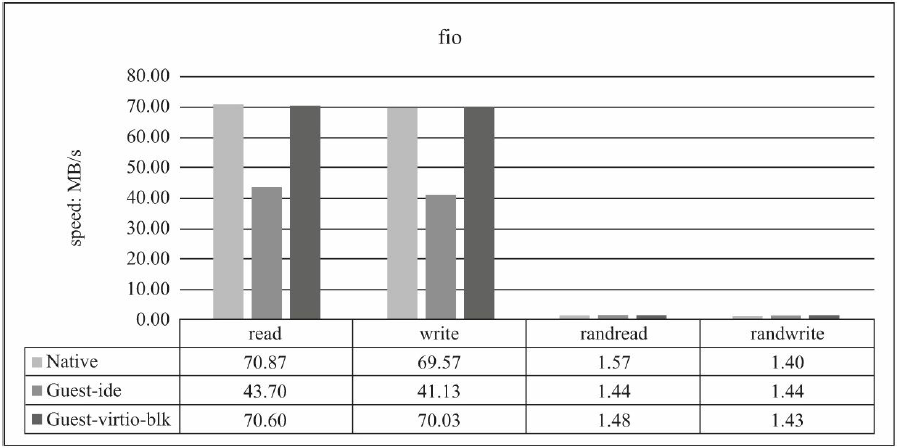 fio
speed: MB/s
80.00
70.00
60.00
50.00
40.00
30.00
20.00
10.00
0.00
read write randread randwrite
Native 70.87 69.57 1.57 1.40
Guest-ide 43.70 41.13 1.44 1.44
Guest-virtio-blk 70.60 70.03 1.48 1.43